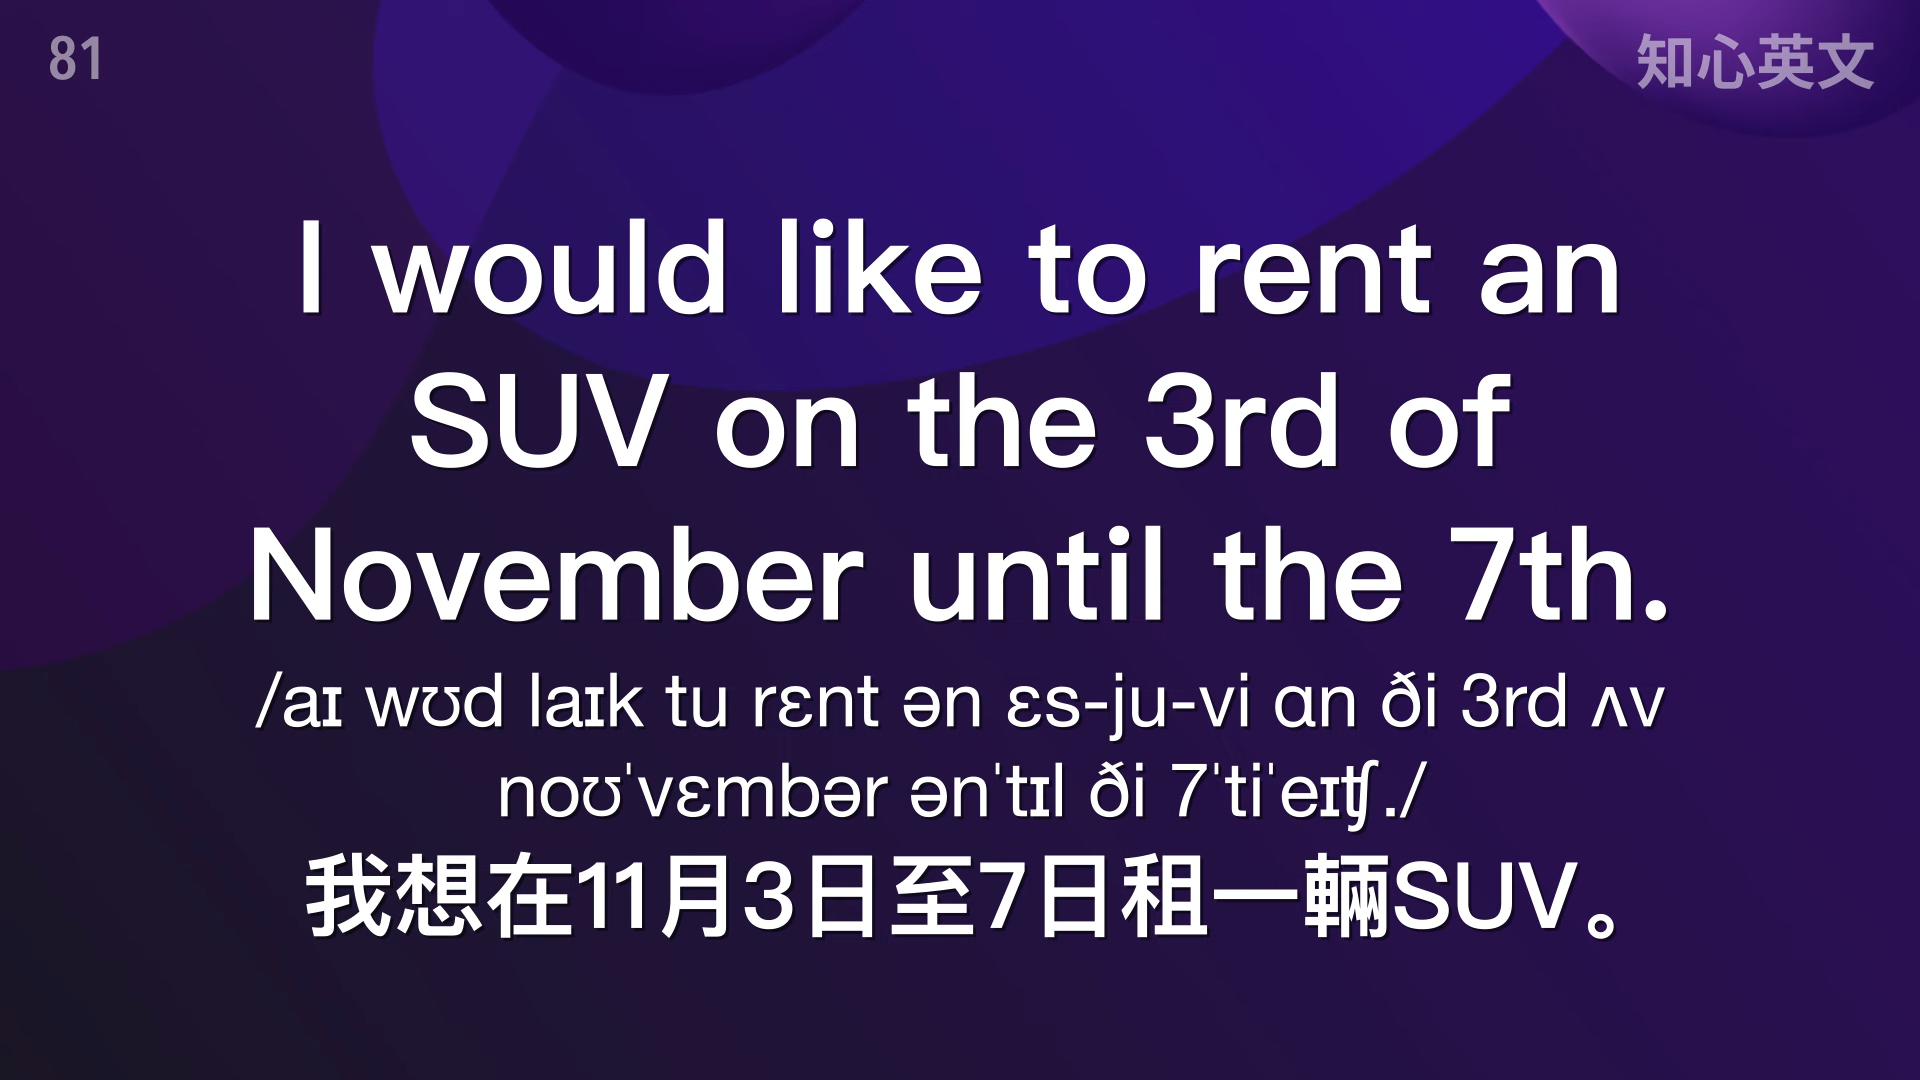 81
知心英文
I would like to rent an
SUV on the 3rd of
November until the 7th.
/aɪ wʊd laɪk tu rɛnt ən ɛs-ju-vi ɑn ði 3rd ʌv
noʊˈvɛmbər ənˈtɪl ði 7ˈtiˈeɪʧ./
我想在11月3日至7日租一輛SUV。